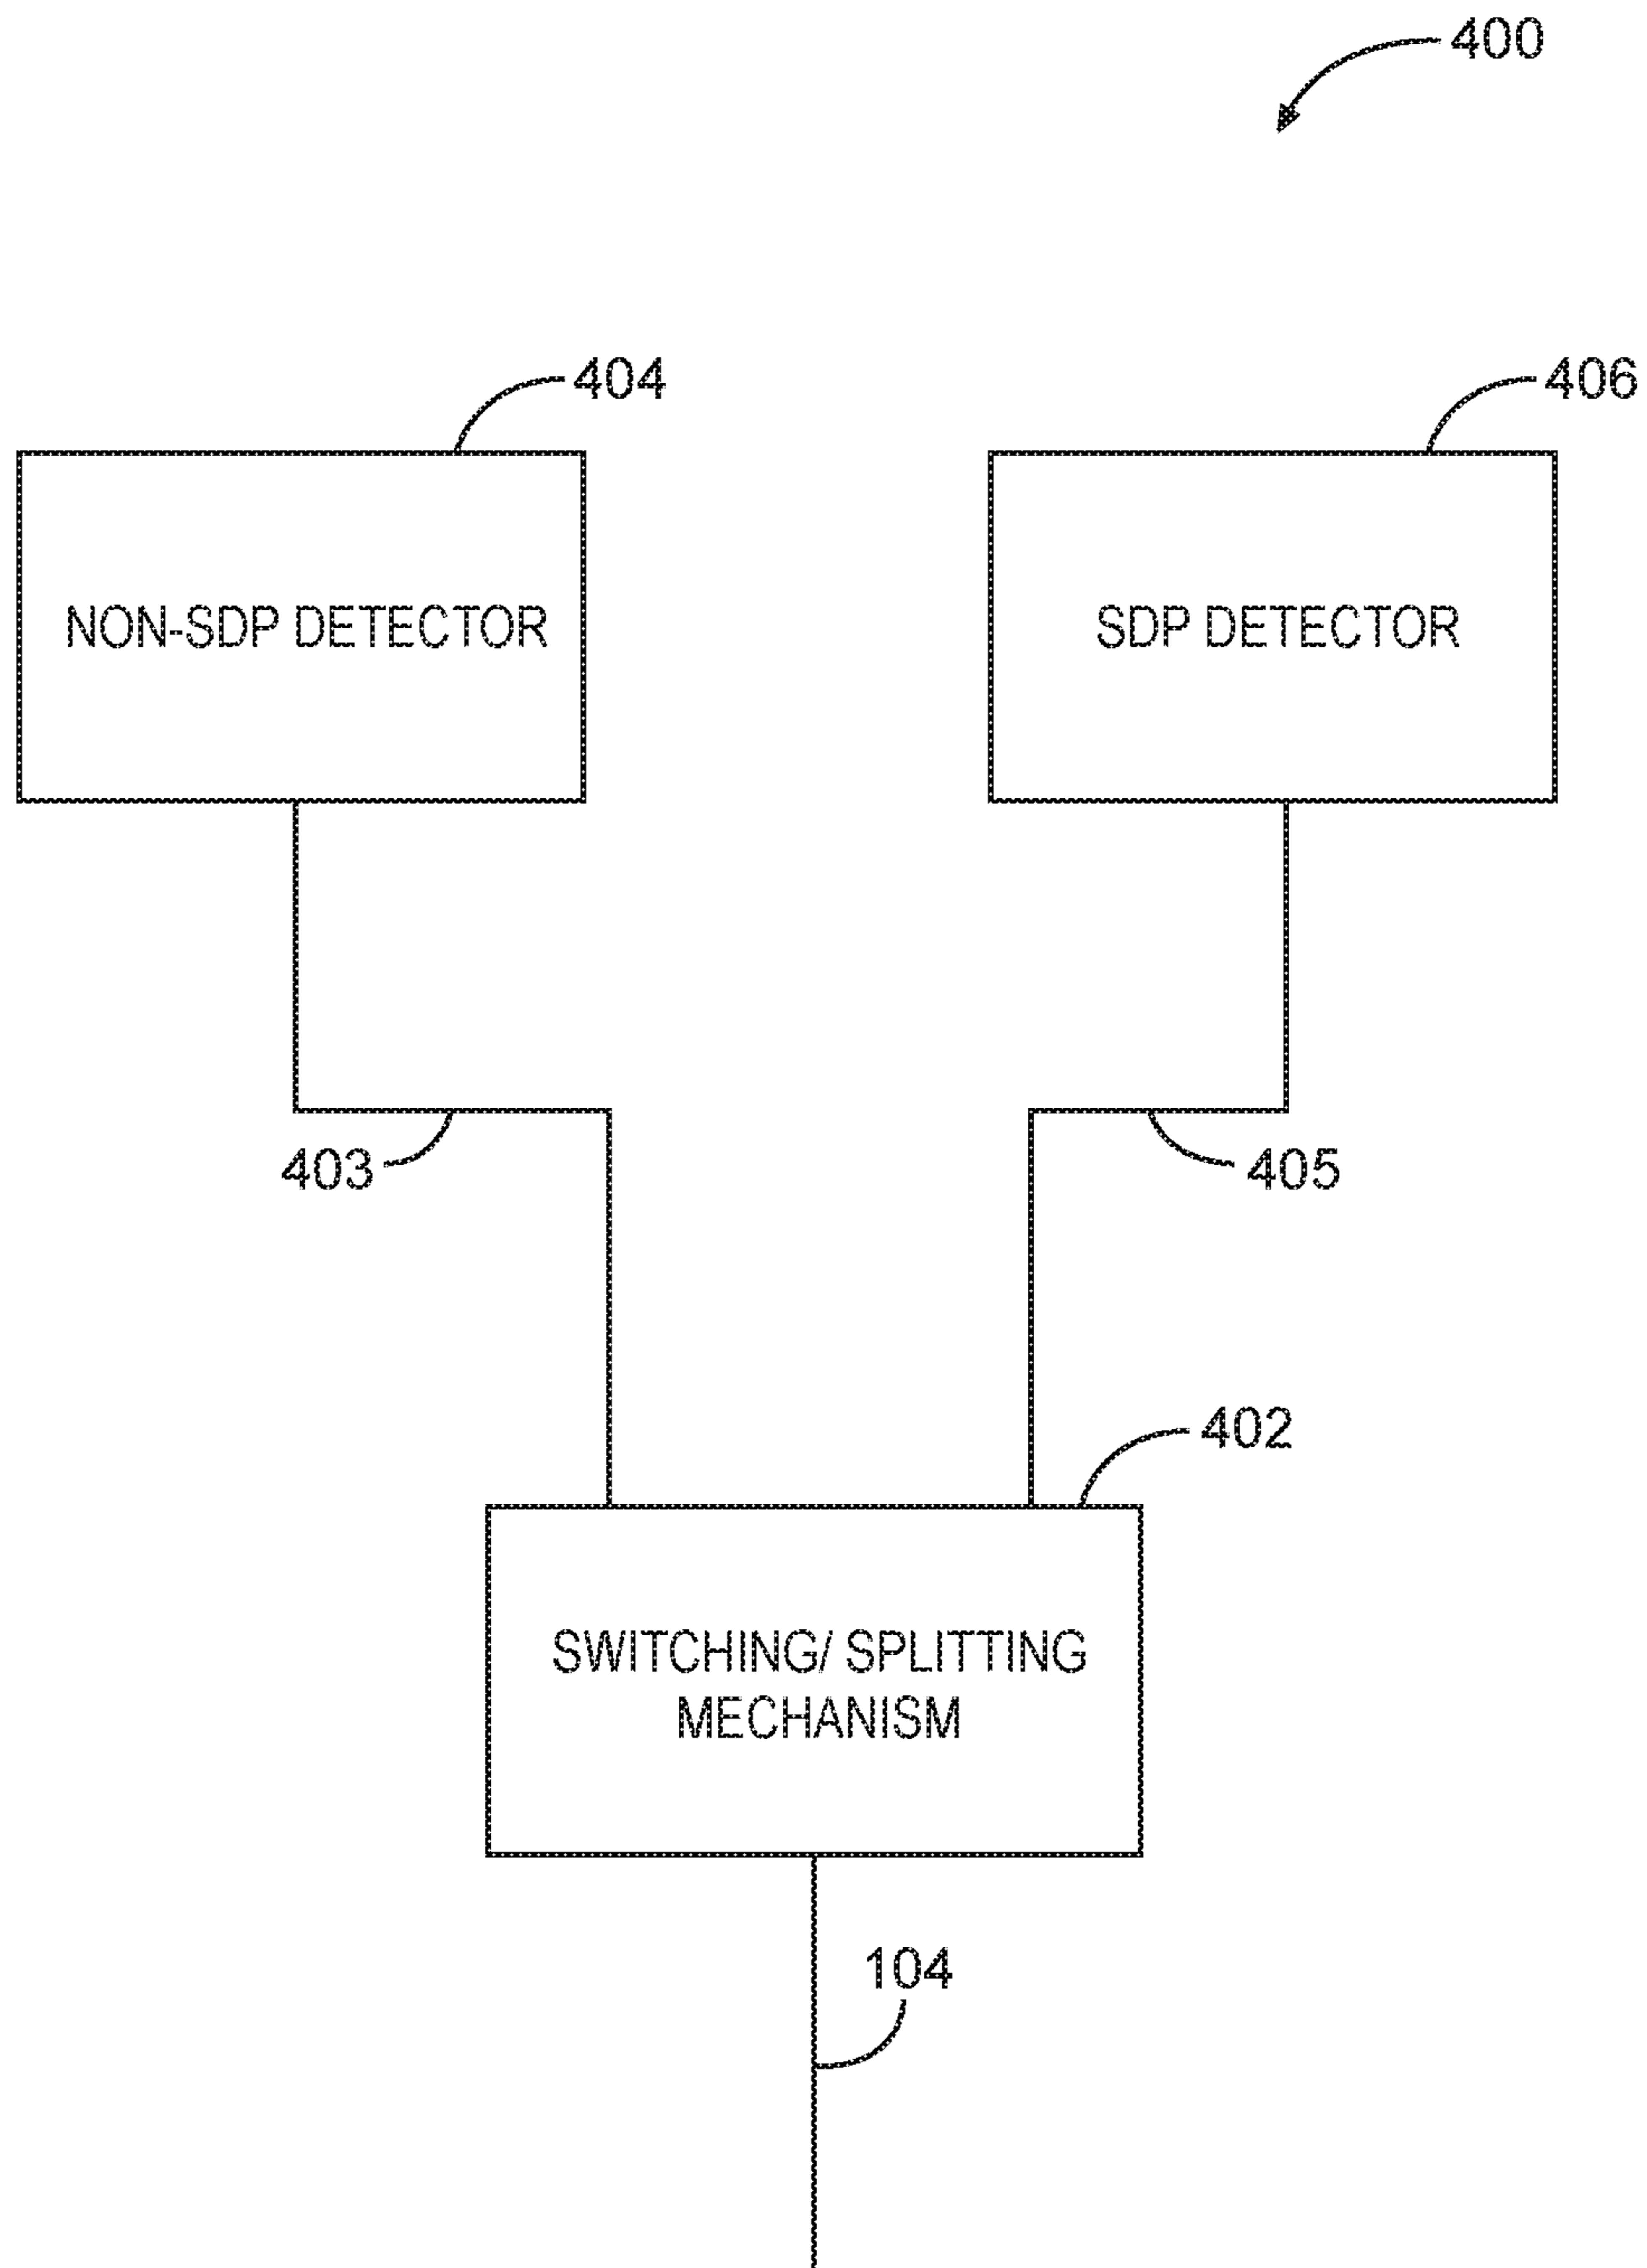 400
404
406
NON-SDP DETECTOR
SDP DETECTOR
403
405
402
SWITCHING/ SPLITTING
MECHANISM
104